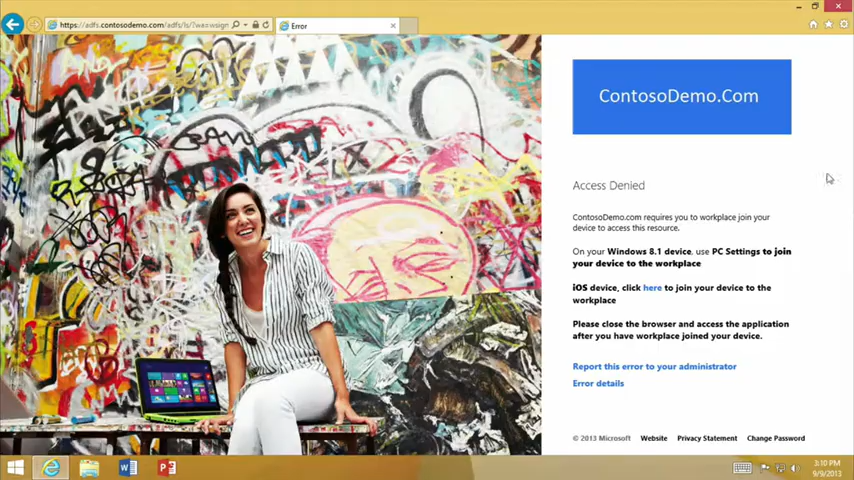 https://adfs.contosodemo.com/adfs/ls/?wa=wsign
Error
ContosoDemo.Com
Access Denied
ContosoDemo.com requires you to workplace join your
device to access this resource.
On your Windows 8.1 device, use PC Settings to join
your device to the workplace
iOS device, click here to join your device to the
workplace
Please close the browser and access the application
after you have workplace joined your device.
Report this error to your administrator
Error details
© 2013 Microsoft Website Privacy Statement Change Password
3:10 PM
9/9/2013